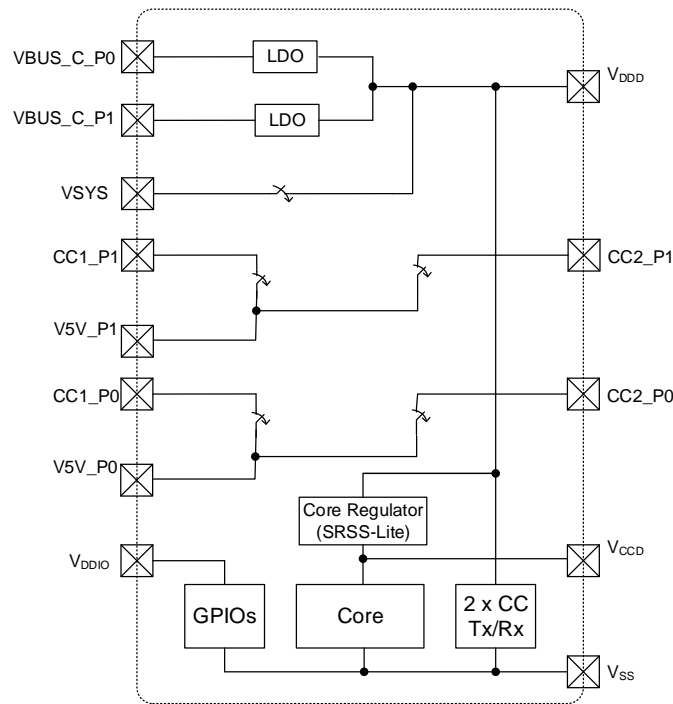 VBUS_C_P0
LDO
VDDD
VBUS_C_P1
LDO
VSYS
CC1_P1
CC2_P1
V5V_P1
CC1_P0
CC2_P0
V5V_P0
Core Regulator
(SRSS-Lite)
VDDIO
VCCD
GPIOs
Core
2 x CC
Tx/Rx
VSS